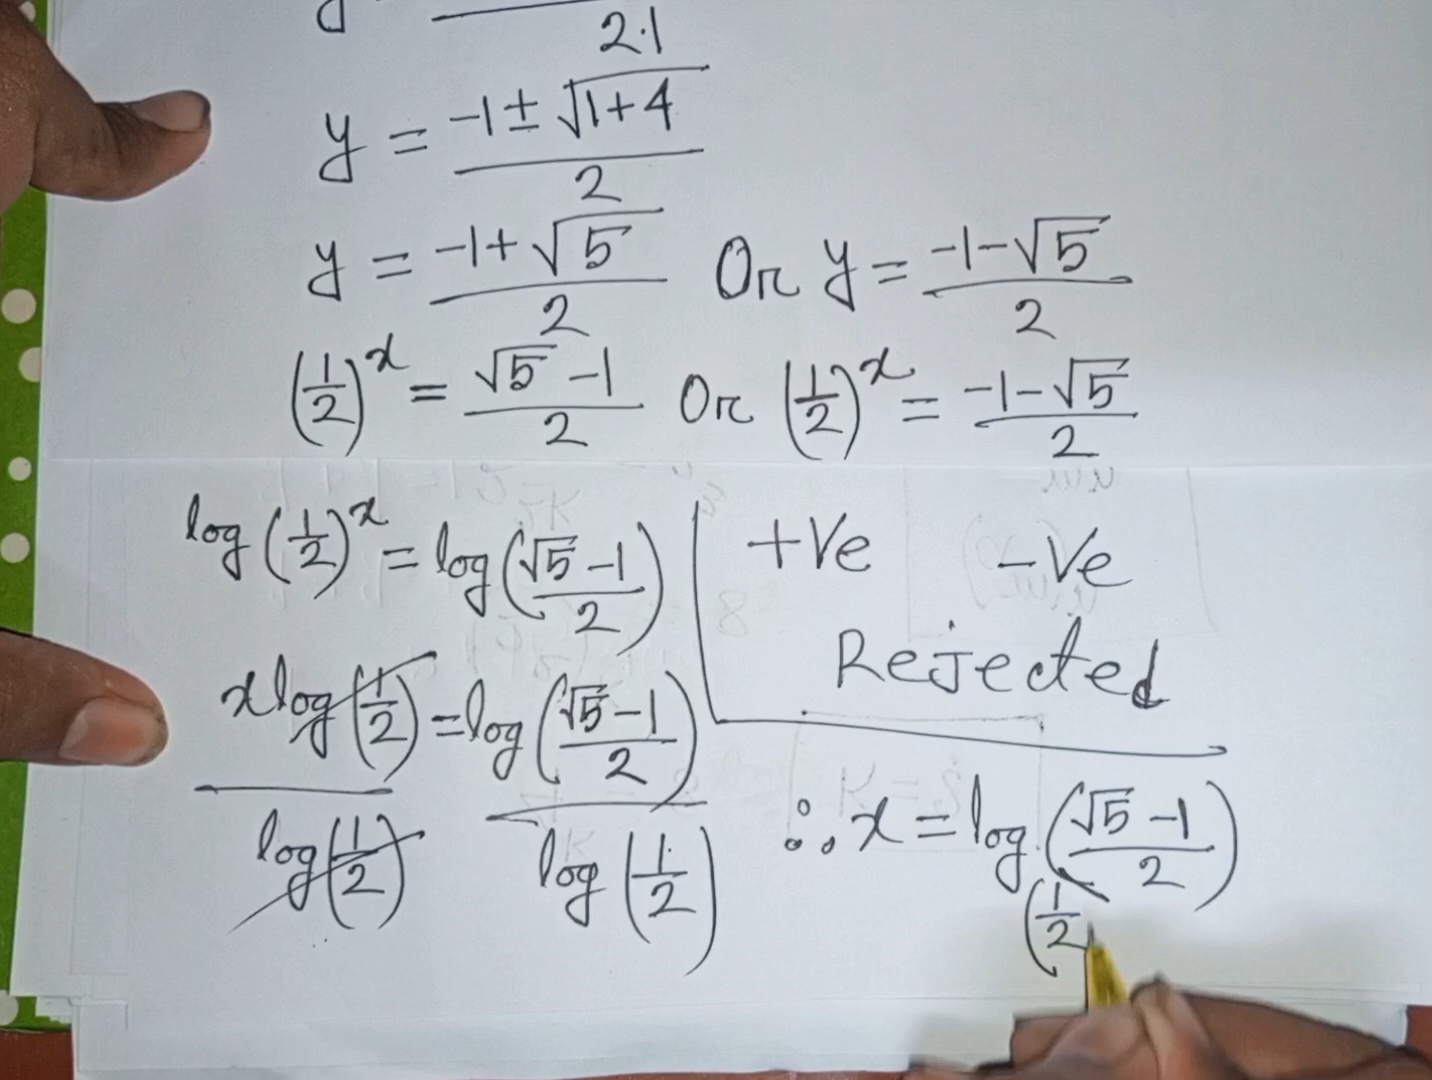 2·1
y = (-1 ± √(1+4))/2
y = (-1+√5)/2 Or y = (-1-√5)/2
(1/2)^x = (√5-1)/2 Or (1/2)^x = (-1-√5)/2
log(1/2)^x = log((√5-1)/2)
x log(1/2) = log((√5-1)/2)
log(1/2) log(1/2)
+Ve -Ve
Rejected
∴ x = log((√5-1)/2)
(1/2